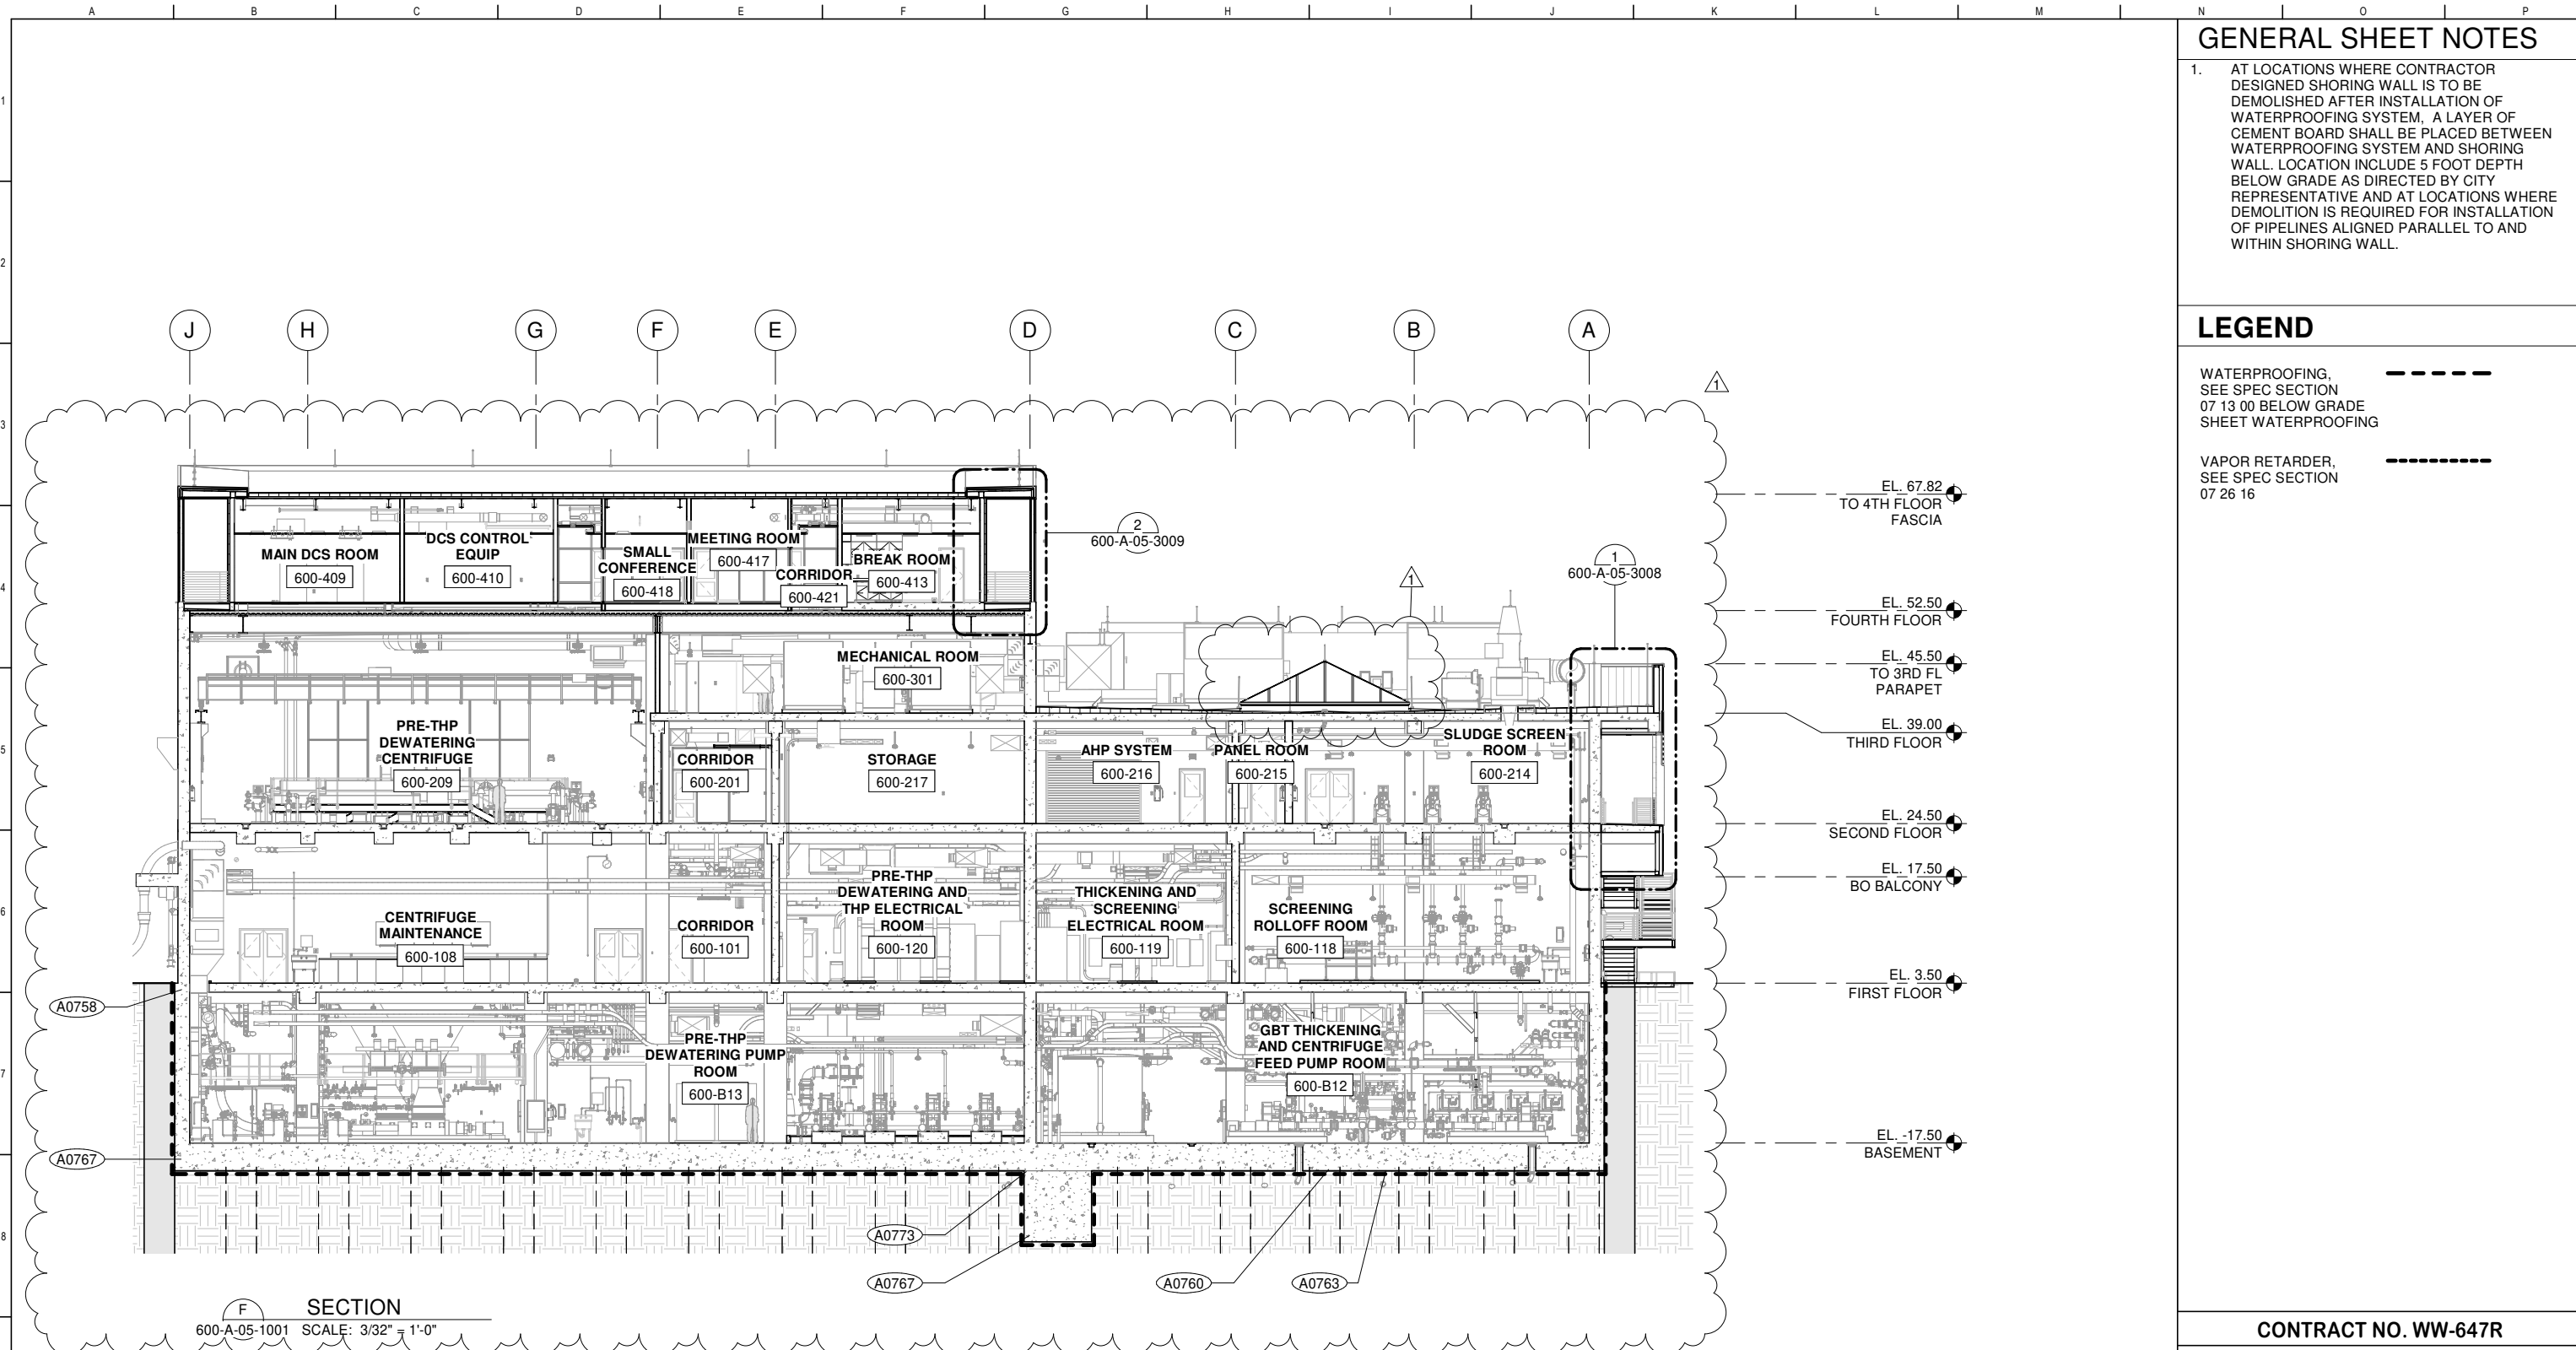 A B C D E F G H I J K L M N O P
1
2
3
4
5
6
7
8
GENERAL SHEET NOTES
1. AT LOCATIONS WHERE CONTRACTOR
DESIGNED SHORING WALL IS TO BE
DEMOLISHED AFTER INSTALLATION OF
WATERPROOFING SYSTEM, A LAYER OF
CEMENT BOARD SHALL BE PLACED BETWEEN
WATERPROOFING SYSTEM AND SHORING
WALL. LOCATION INCLUDE 5 FOOT DEPTH
BELOW GRADE AS DIRECTED BY CITY
REPRESENTATIVE AND AT LOCATIONS WHERE
DEMOLITION IS REQUIRED FOR INSTALLATION
OF PIPELINES ALIGNED PARALLEL TO AND
WITHIN SHORING WALL.
LEGEND
WATERPROOFING,
SEE SPEC SECTION
07 13 00 BELOW GRADE
SHEET WATERPROOFING
VAPOR RETARDER,
SEE SPEC SECTION
07 26 16
J H G F E D C B A
1
MAIN DCS ROOM
600-409
DCS CONTROL
EQUIP
600-410
SMALL
CONFERENCE
600-418
MEETING ROOM
600-417
CORRIDOR
600-421
BREAK ROOM
600-413
2
600-A-05-3009
1
1
600-A-05-3008
EL. 67.82
TO 4TH FLOOR
FASCIA
EL. 52.50
FOURTH FLOOR
EL. 45.50
TO 3RD FL
PARAPET
EL. 39.00
THIRD FLOOR
EL. 24.50
SECOND FLOOR
EL. 17.50
BO BALCONY
EL. 3.50
FIRST FLOOR
EL. -17.50
BASEMENT
MECHANICAL ROOM
600-301
PRE-THP
DEWATERING
CENTRIFUGE
600-209
CORRIDOR
600-201
STORAGE
600-217
AHP SYSTEM
600-216
PANEL ROOM
600-215
SLUDGE SCREEN
ROOM
600-214
CENTRIFUGE
MAINTENANCE
600-108
CORRIDOR
600-101
PRE-THP
DEWATERING AND
THP ELECTRICAL
ROOM
600-120
THICKENING AND
SCREENING
ELECTRICAL ROOM
600-119
SCREENING
ROLLOFF ROOM
600-118
A0758
PRE-THP
DEWATERING PUMP
ROOM
600-B13
GBT THICKENING
AND CENTRIFUGE
FEED PUMP ROOM
600-B12
A0767
A0773
A0767
A0760
A0763
F
SECTION
600-A-05-1001 SCALE: 3/32" = 1'-0"
CONTRACT NO. WW-647R